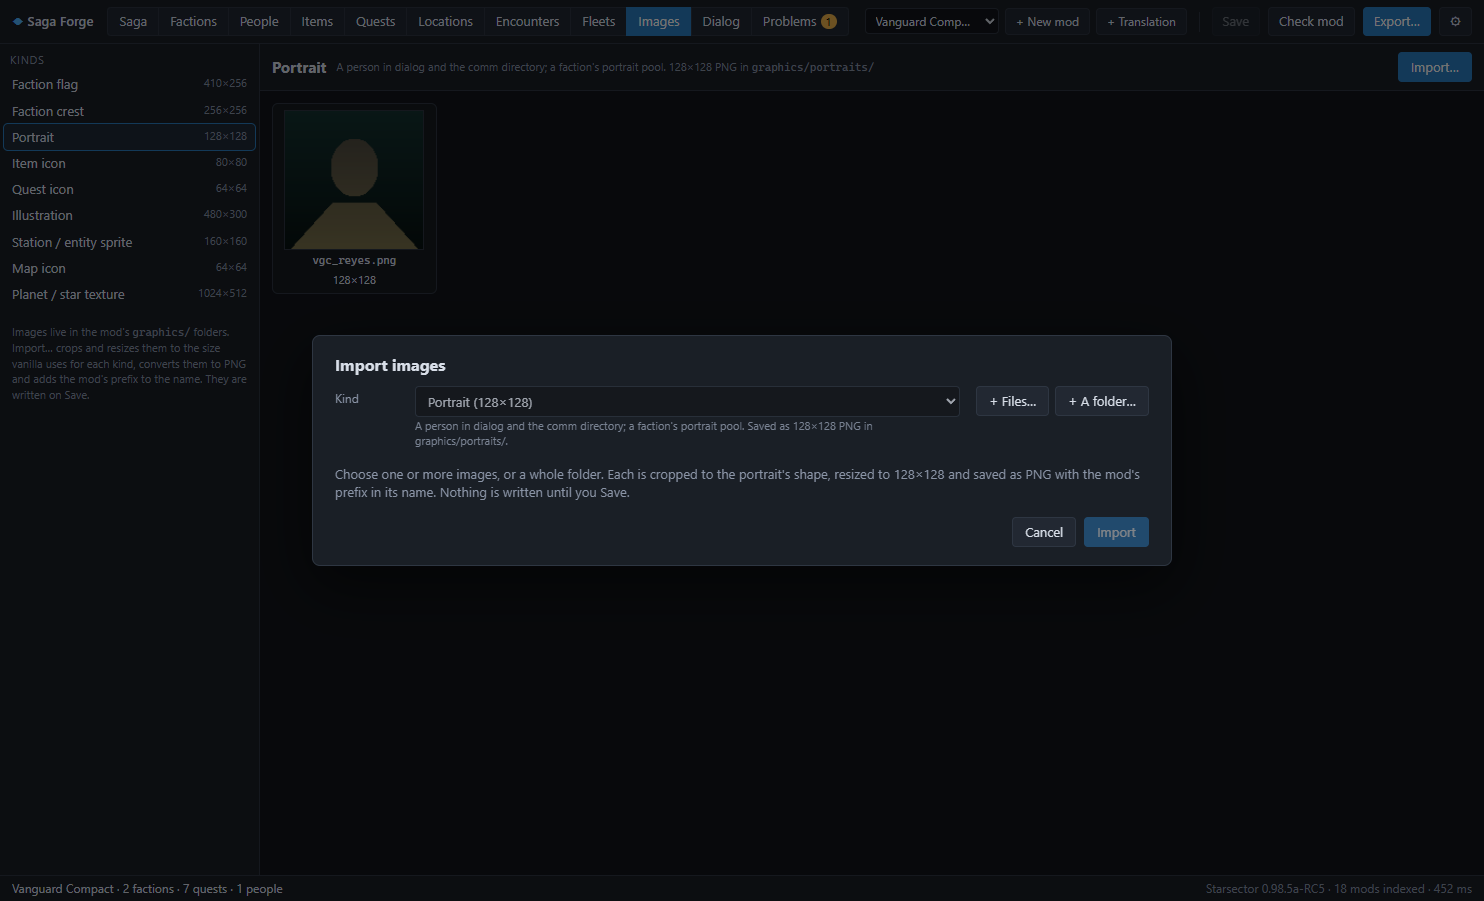 Saga Forge Saga Factions People Items Quests Locations Encounters Fleets Images Dialog Problems 1 Vanguard Comp... + New mod + Translation Save Check mod Export...
KINDS
Faction flag 410×256
Faction crest 256×256
Portrait 128×128
Item icon 80×80
Quest icon 64×64
Illustration 480×300
Station / entity sprite 160×160
Map icon 64×64
Planet / star texture 1024×512
Images live in the mod's graphics/ folders.
Import... crops and resizes them to the size
vanilla uses for each kind, converts them to PNG
and adds the mod's prefix to the name. They are
written on Save.
Portrait A person in dialog and the comm directory; a faction's portrait pool. 128×128 PNG in graphics/portraits/ Import...
vgc_reyes.png
128×128
Import images
Kind Portrait (128×128) + Files... + A folder...
A person in dialog and the comm directory; a faction's portrait pool. Saved as 128×128 PNG in
graphics/portraits/.
Choose one or more images, or a whole folder. Each is cropped to the portrait's shape, resized to 128×128 and saved as PNG with the mod's
prefix in its name. Nothing is written until you Save.
Cancel Import
Vanguard Compact · 2 factions · 7 quests · 1 people Starsector 0.98.5a-RC5 · 18 mods indexed · 452 ms